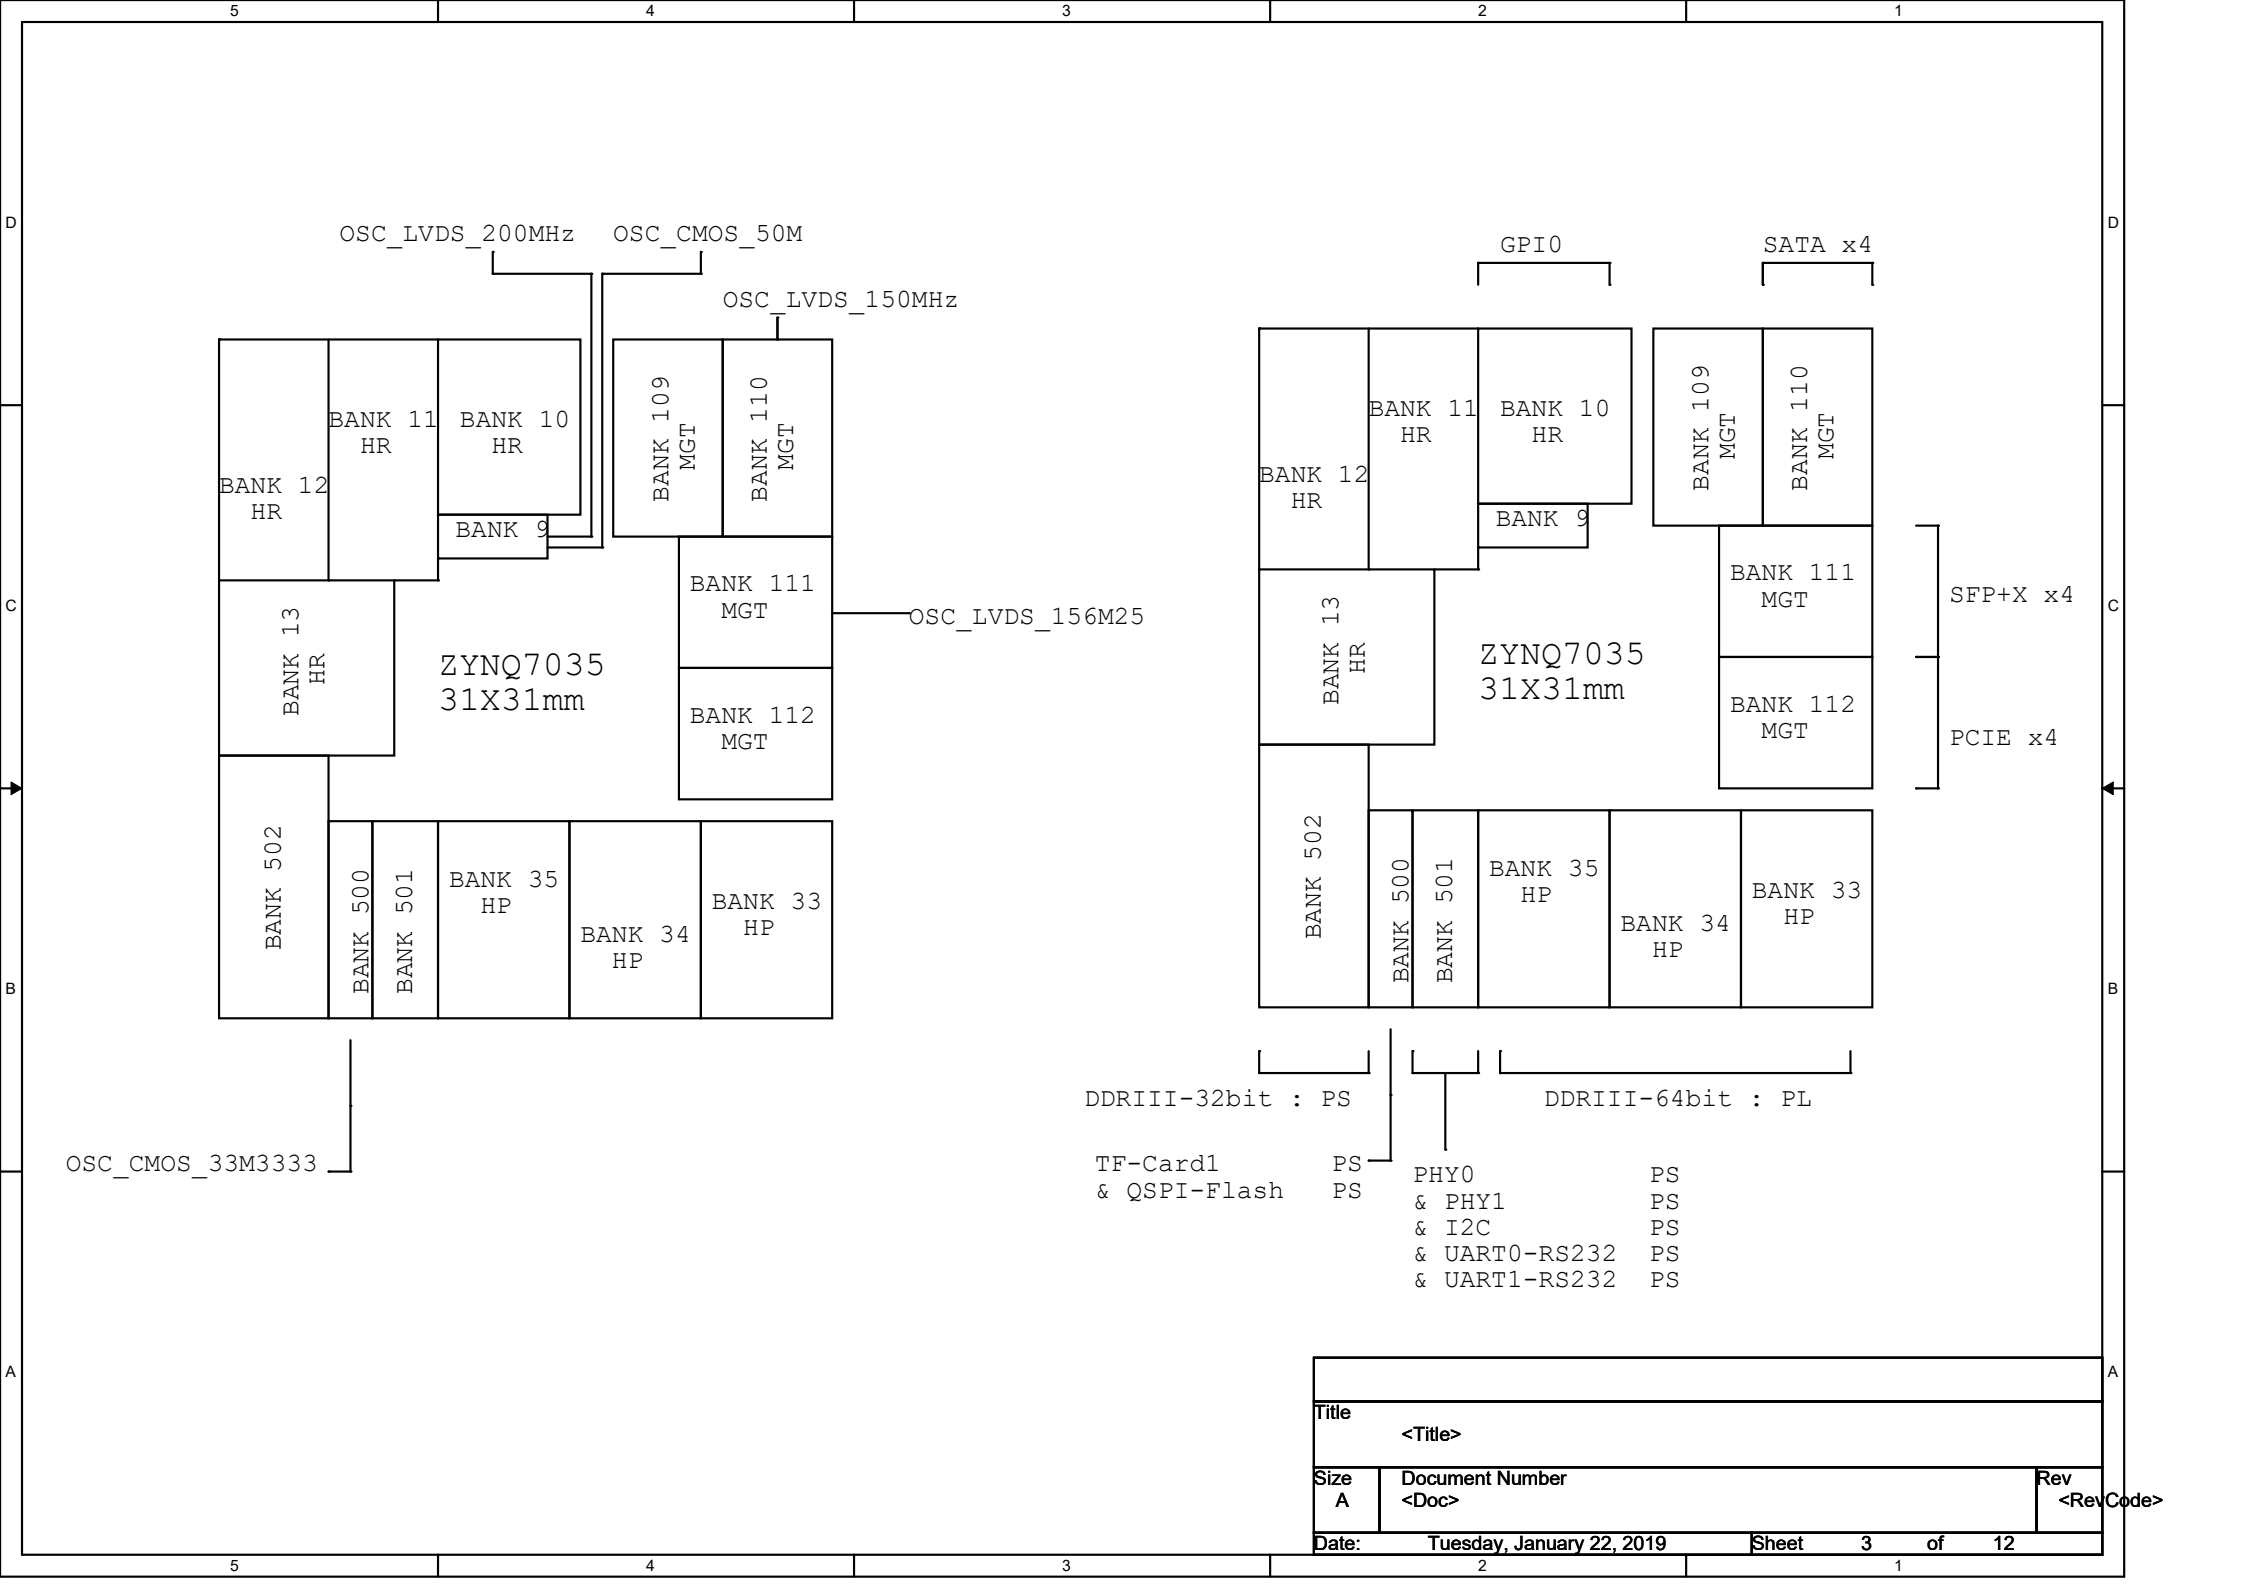 5 4 3 2 1
D D
C C
B B
A A
OSC_LVDS_200MHz OSC_CMOS_50M
OSC_LVDS_150MHz
BANK 12
HR
BANK 11
HR
BANK 10
HR
BANK 9
BANK 109
MGT
BANK 110
MGT
BANK 111
MGT
OSC_LVDS_156M25
BANK 112
MGT
BANK 13
HR
ZYNQ7035
31X31mm
BANK 502
BANK 500
BANK 501
BANK 35
HP
BANK 34
HP
BANK 33
HP
OSC_CMOS_33M3333
GPI0 SATA x4
BANK 12
HR
BANK 11
HR
BANK 10
HR
BANK 9
BANK 109
MGT
BANK 110
MGT
BANK 111
MGT
SFP+X x4
BANK 112
MGT
PCIE x4
BANK 13
HR
ZYNQ7035
31X31mm
BANK 502
BANK 500
BANK 501
BANK 35
HP
BANK 34
HP
BANK 33
HP
DDRIII-32bit : PS
DDRIII-64bit : PL
TF-Card1 PS
& QSPI-Flash PS
PHY0 PS
& PHY1 PS
& I2C PS
& UART0-RS232 PS
& UART1-RS232 PS
Title
<Title>
Size
A
Document Number
<Doc>
Rev
<RevCode>
Date: Tuesday, January 22, 2019 Sheet 3 of 12
5 4 3 2 1